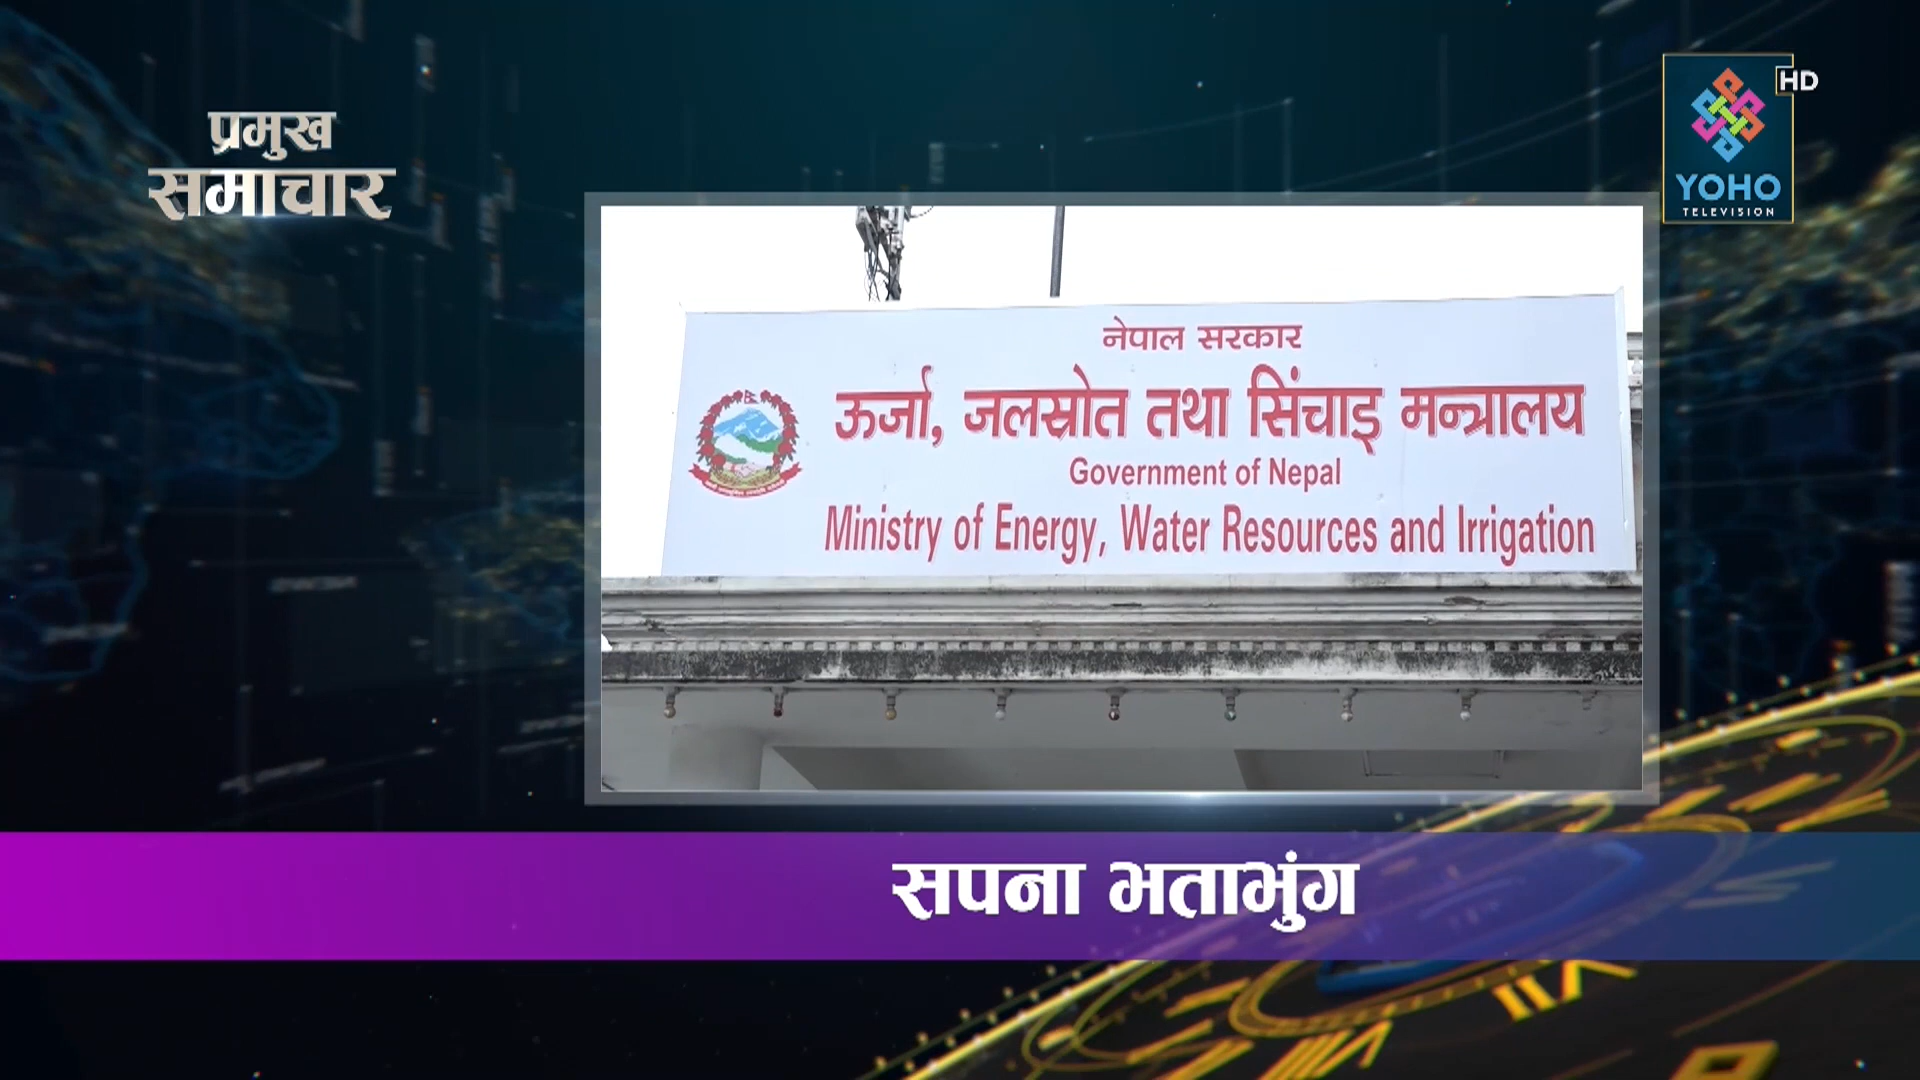 प्रमुख
समाचार
HD
YOHO
TELEVISION
नेपाल सरकार
ऊर्जा, जलस्रोत तथा सिंचाइ मन्त्रालय
Government of Nepal
Ministry of Energy, Water Resources and Irrigation
सपना भताभुंग